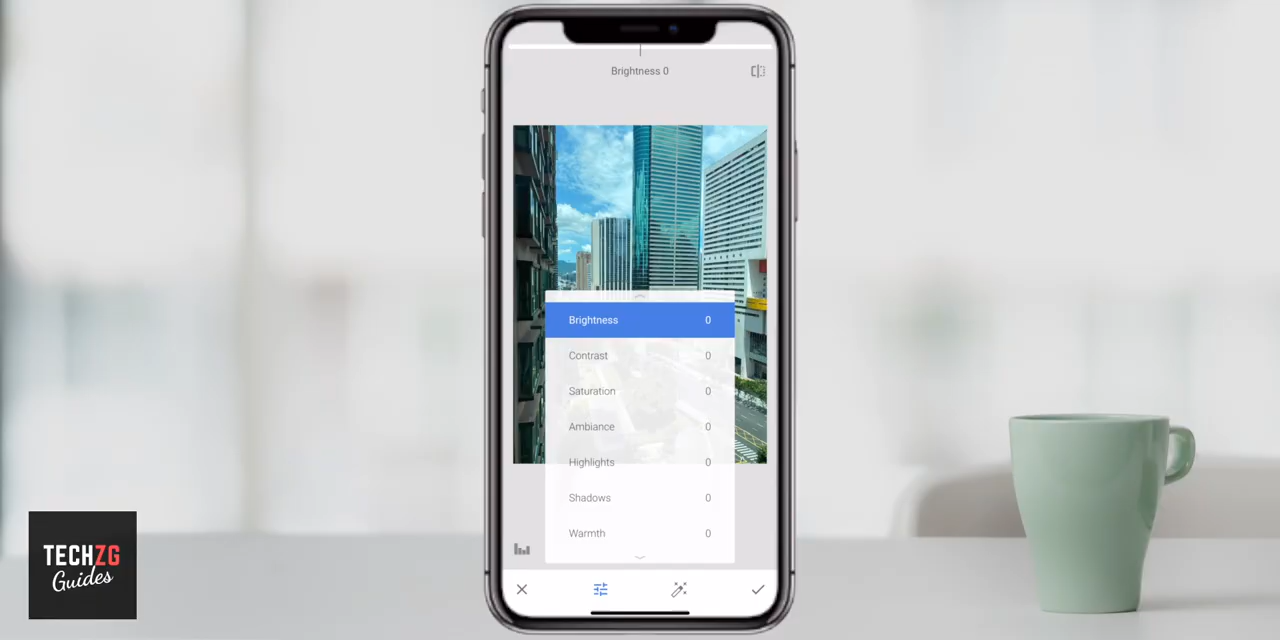 Brightness 0
Brightness 0
Contrast 0
Saturation 0
Ambiance 0
Highlights 0
Shadows 0
Warmth 0
TECHZG
Guides